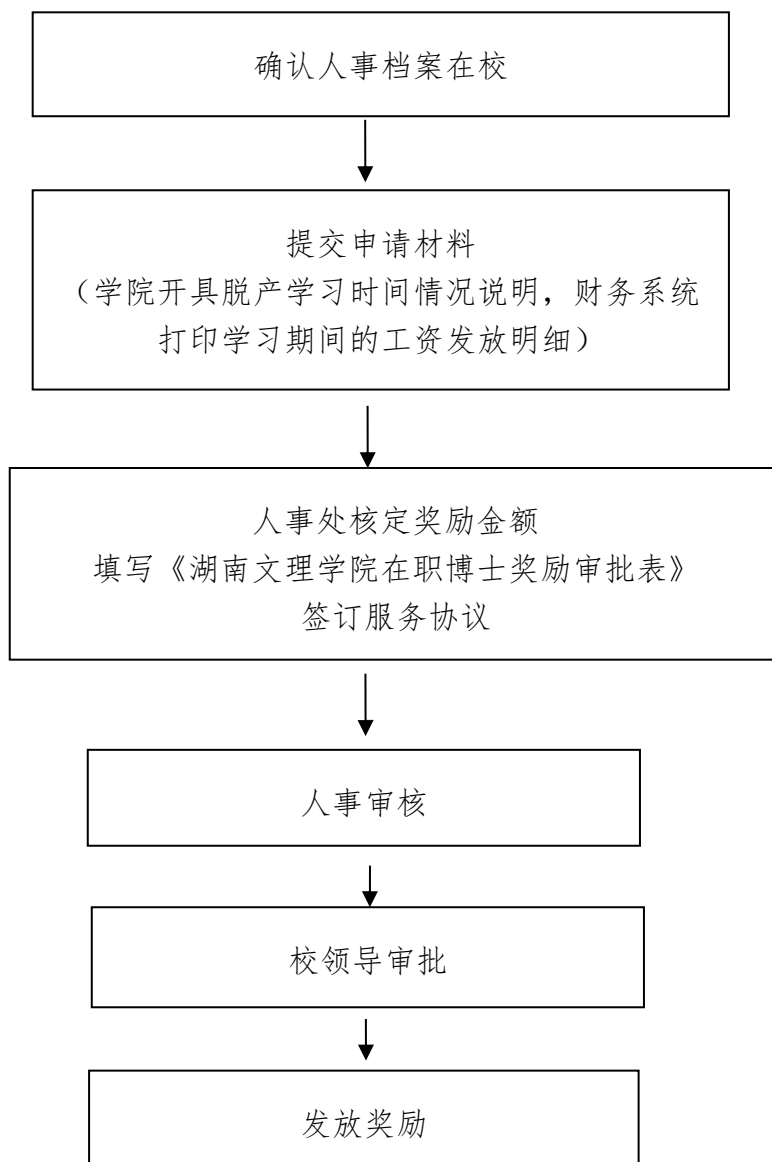 确认人事档案在校
提交申请材料
（学院开具脱产学习时间情况说明，财务系统
打印学习期间的工资发放明细）
人事处核定奖励金额
填写《湖南文理学院在职博士奖励审批表》
签订服务协议
人事审核
校领导审批
发放奖励